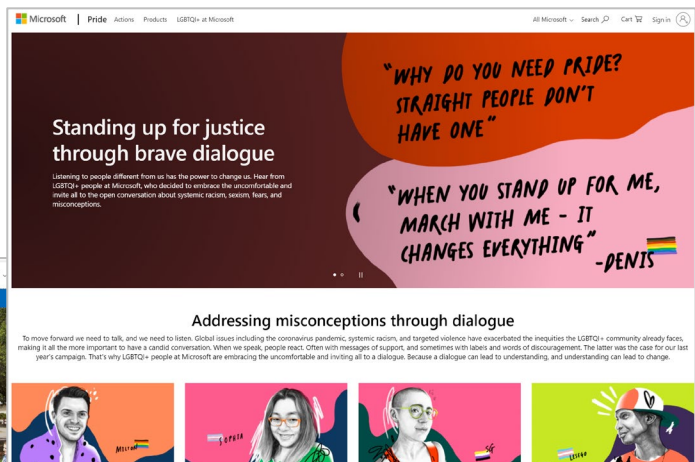 Microsoft | Pride Actions Products LGBTQI+ at Microsoft All Microsoft Search Cart Sign in
"WHY DO YOU NEED PRIDE?
STRAIGHT PEOPLE DON'T
HAVE ONE"
Standing up for justice
through brave dialogue
Listening to people different from us has the power to change us. Hear from
LGBTQI+ people at Microsoft, who decided to embrace the uncomfortable and
invite all to the open conversation about systemic racism, sexism, fears, and
misconceptions.
"WHEN YOU STAND UP FOR ME,
MARCH WITH ME - IT
CHANGES EVERYTHING"
-DENIS
Addressing misconceptions through dialogue
To move forward we need to talk, and we need to listen. Global issues including the coronavirus pandemic, systemic racism, and targeted violence have exacerbated the inequities the LGBTQI+ community already faces,
making it all the more important to have a candid conversation. When we speak, people react. Often with messages of support, and sometimes with labels and words of discouragement. The latter was the case for our last
year's campaign. That's why LGBTQI+ people at Microsoft are embracing the uncomfortable and inviting all to a dialogue. Because a dialogue can lead to understanding, and understanding can lead to change.
SOPHIA